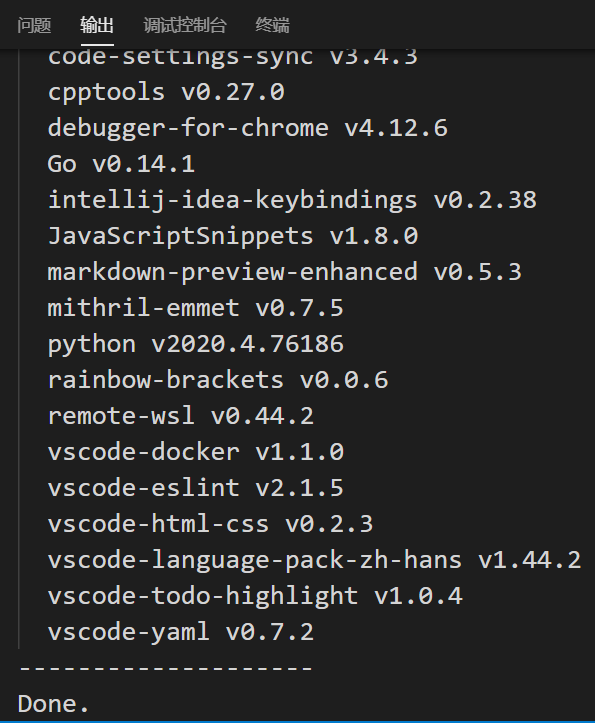 问题 输出 调试控制台 终端
code-settings-sync v3.4.3
cpptools v0.27.0
debugger-for-chrome v4.12.6
Go v0.14.1
intellij-idea-keybindings v0.2.38
JavaScriptSnippets v1.8.0
markdown-preview-enhanced v0.5.3
mithril-emmet v0.7.5
python v2020.4.76186
rainbow-brackets v0.0.6
remote-wsl v0.44.2
vscode-docker v1.1.0
vscode-eslint v2.1.5
vscode-html-css v0.2.3
vscode-language-pack-zh-hans v1.44.2
vscode-todo-highlight v1.0.4
vscode-yaml v0.7.2
--------------------
Done.